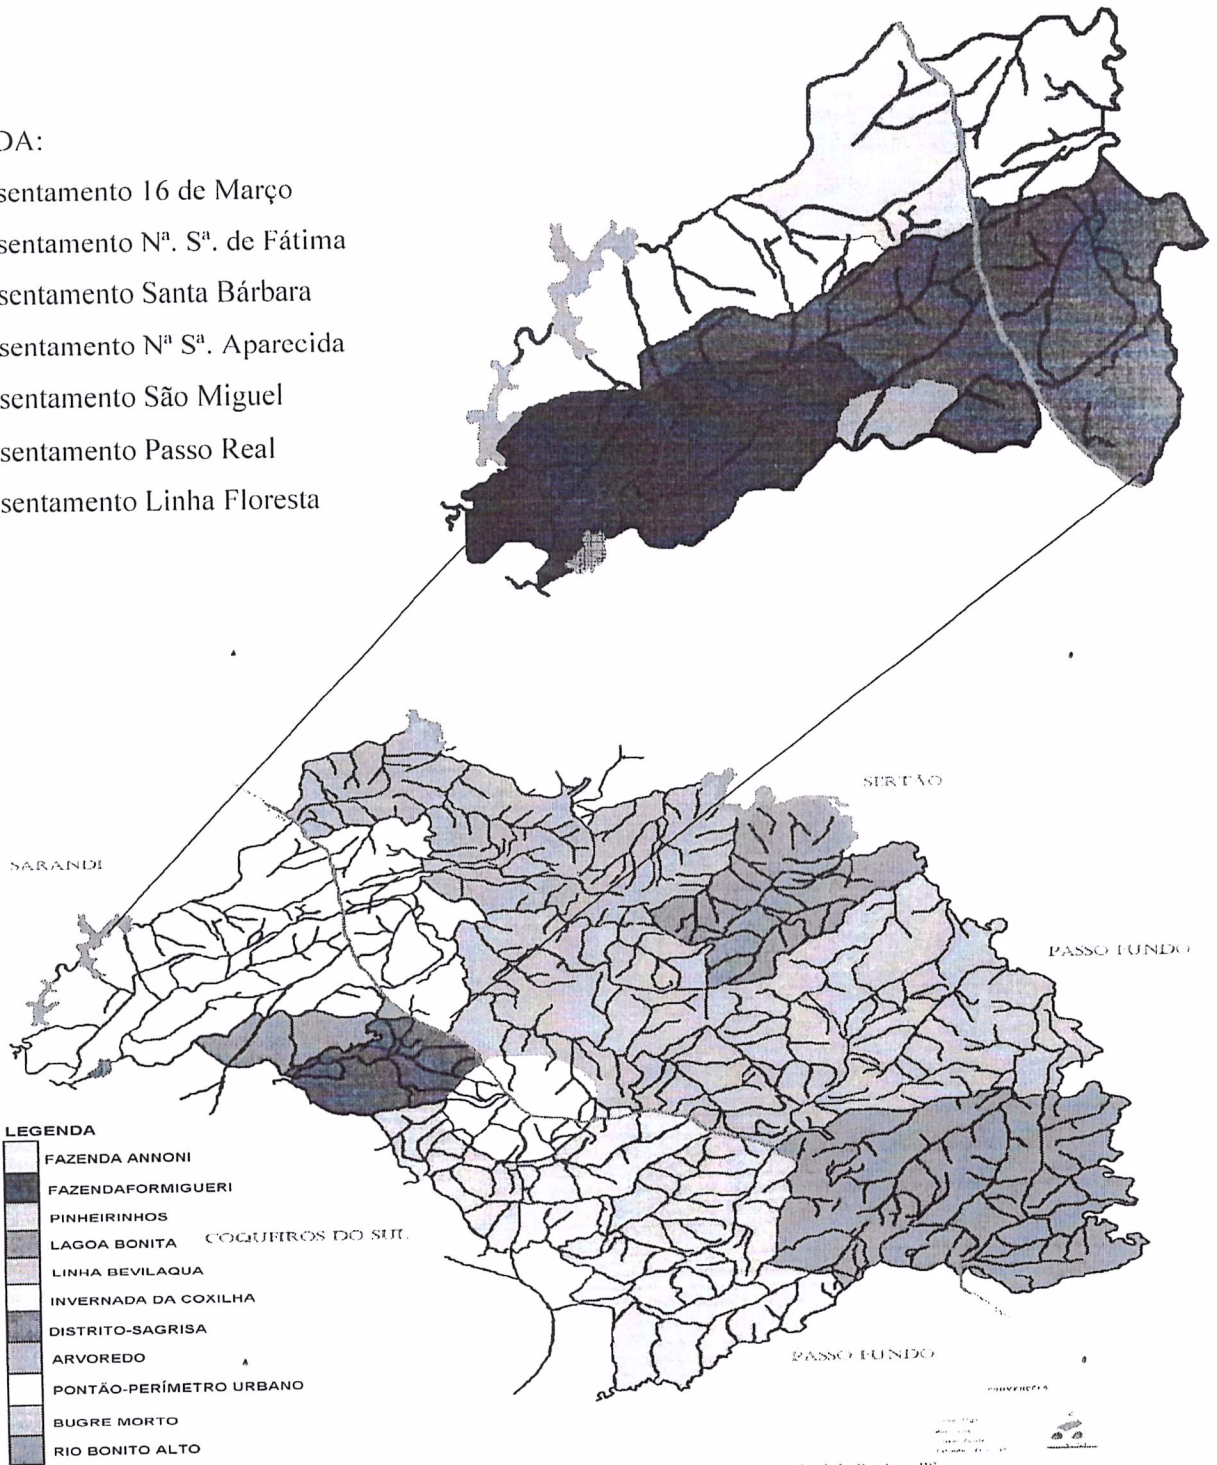 DA:
sentamento 16 de Março
sentamento Nª. Sª. de Fátima
sentamento Santa Bárbara
sentamento Nª Sª. Aparecida
sentamento São Miguel
sentamento Passo Real
sentamento Linha Floresta
SERTÃO
SARANDI
PASSO FUNDO
LEGENDA
FAZENDA ANNONI
FAZENDAFORMIGUERI
PINHEIRINHOS
LAGOA BONITA
COQUEIROS DO SUL
LINHA BEVILAQUA
INVERNADA DA COXILHA
DISTRITO-SAGRISA
ARVOREDO
PASSO FUNDO
PONTÃO-PERÍMETRO URBANO
CONVENÇÕES
BUGRE MORTO
RIO BONITO ALTO